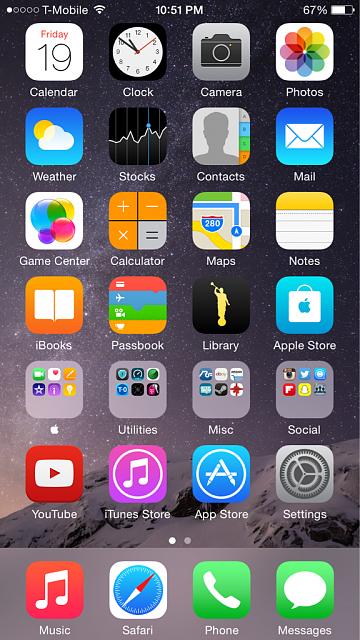 T-Mobile 10:51 PM 67%
Friday
19
Calendar Clock Camera Photos
Weather Stocks Contacts Mail
280
Game Center Calculator Maps Notes
iBooks Passbook Library Apple Store
Utilities Misc Social
YouTube iTunes Store App Store Settings
Music Safari Phone Messages